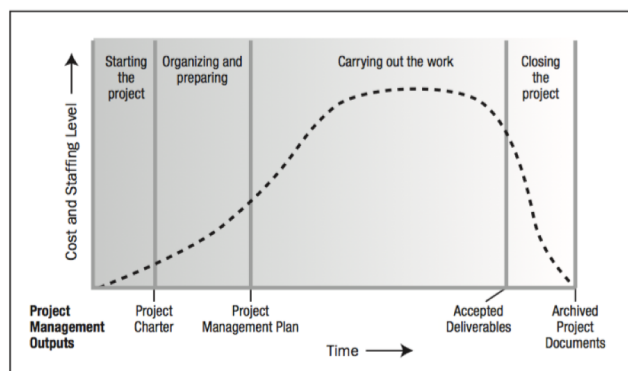 Starting
the
project
Organizing and
preparing
Carrying out the work
Closing
the
project
Cost and Staffing Level
Project
Management
Outputs
Project
Charter
Project
Management Plan
Accepted
Deliverables
Archived
Project
Documents
Time